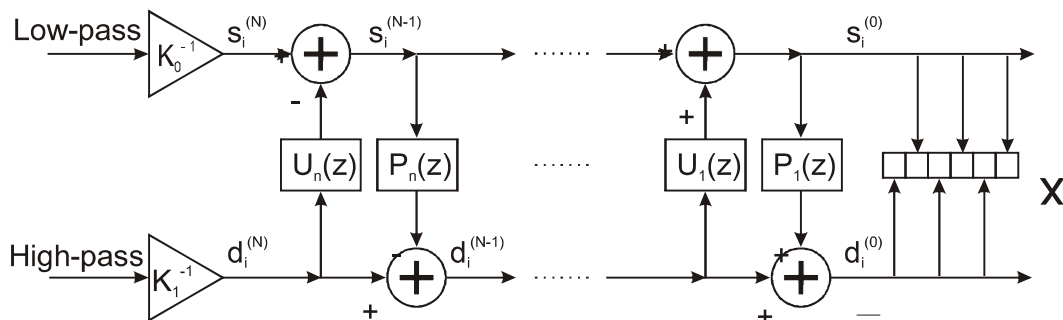 Low-pass
K₀⁻¹
sᵢ⁽ᴺ⁾
+
+
sᵢ⁽ᴺ⁻¹⁾
........
+
+
sᵢ⁽⁰⁾
-
+
Uₙ(z)
Pₙ(z)
........
U₁(z)
P₁(z)
X
High-pass
K₁⁻¹
dᵢ⁽ᴺ⁾
-
+
+
dᵢ⁽ᴺ⁻¹⁾
........
+
+
+
dᵢ⁽⁰⁾